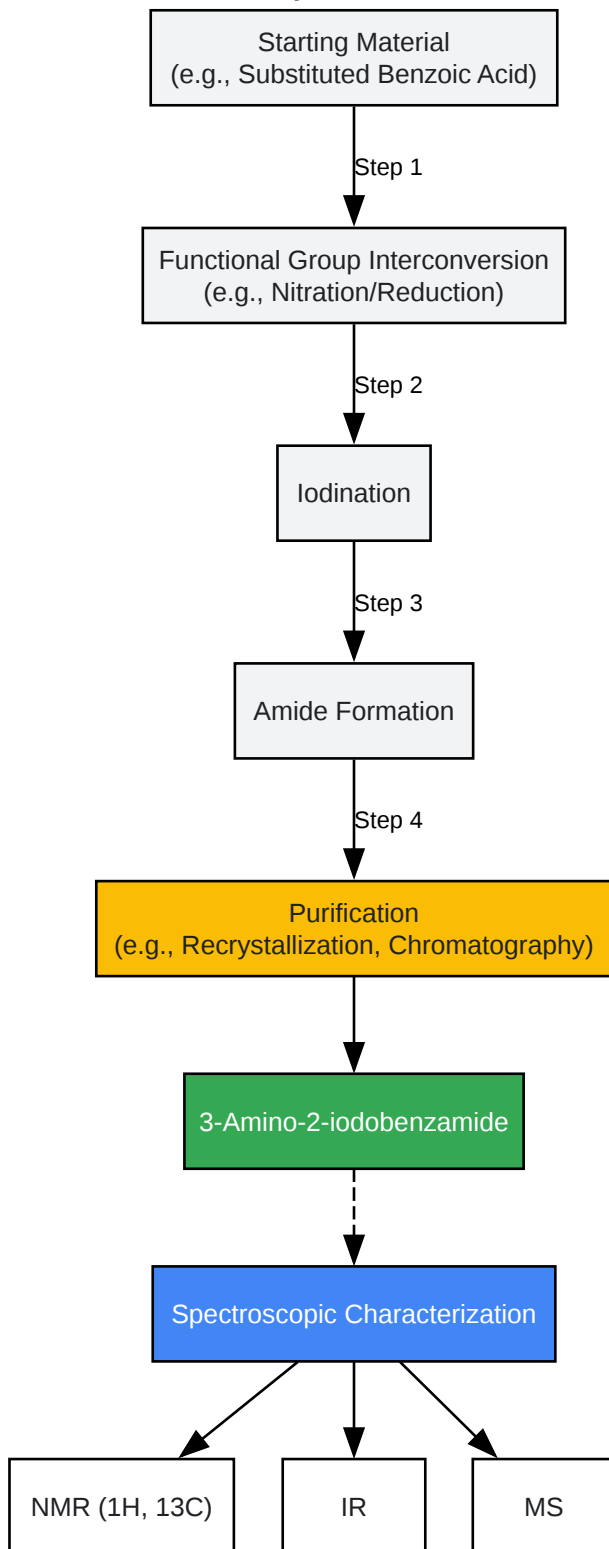 Starting Material
(e.g., Substituted Benzoic Acid)
Step 1
Functional Group Interconversion
(e.g., Nitration/Reduction)
Step 2
Iodination
Step 3
Amide Formation
Step 4
Purification
(e.g., Recrystallization, Chromatography)
3-Amino-2-iodobenzamide
Spectroscopic Characterization
NMR (1H, 13C)
IR
MS